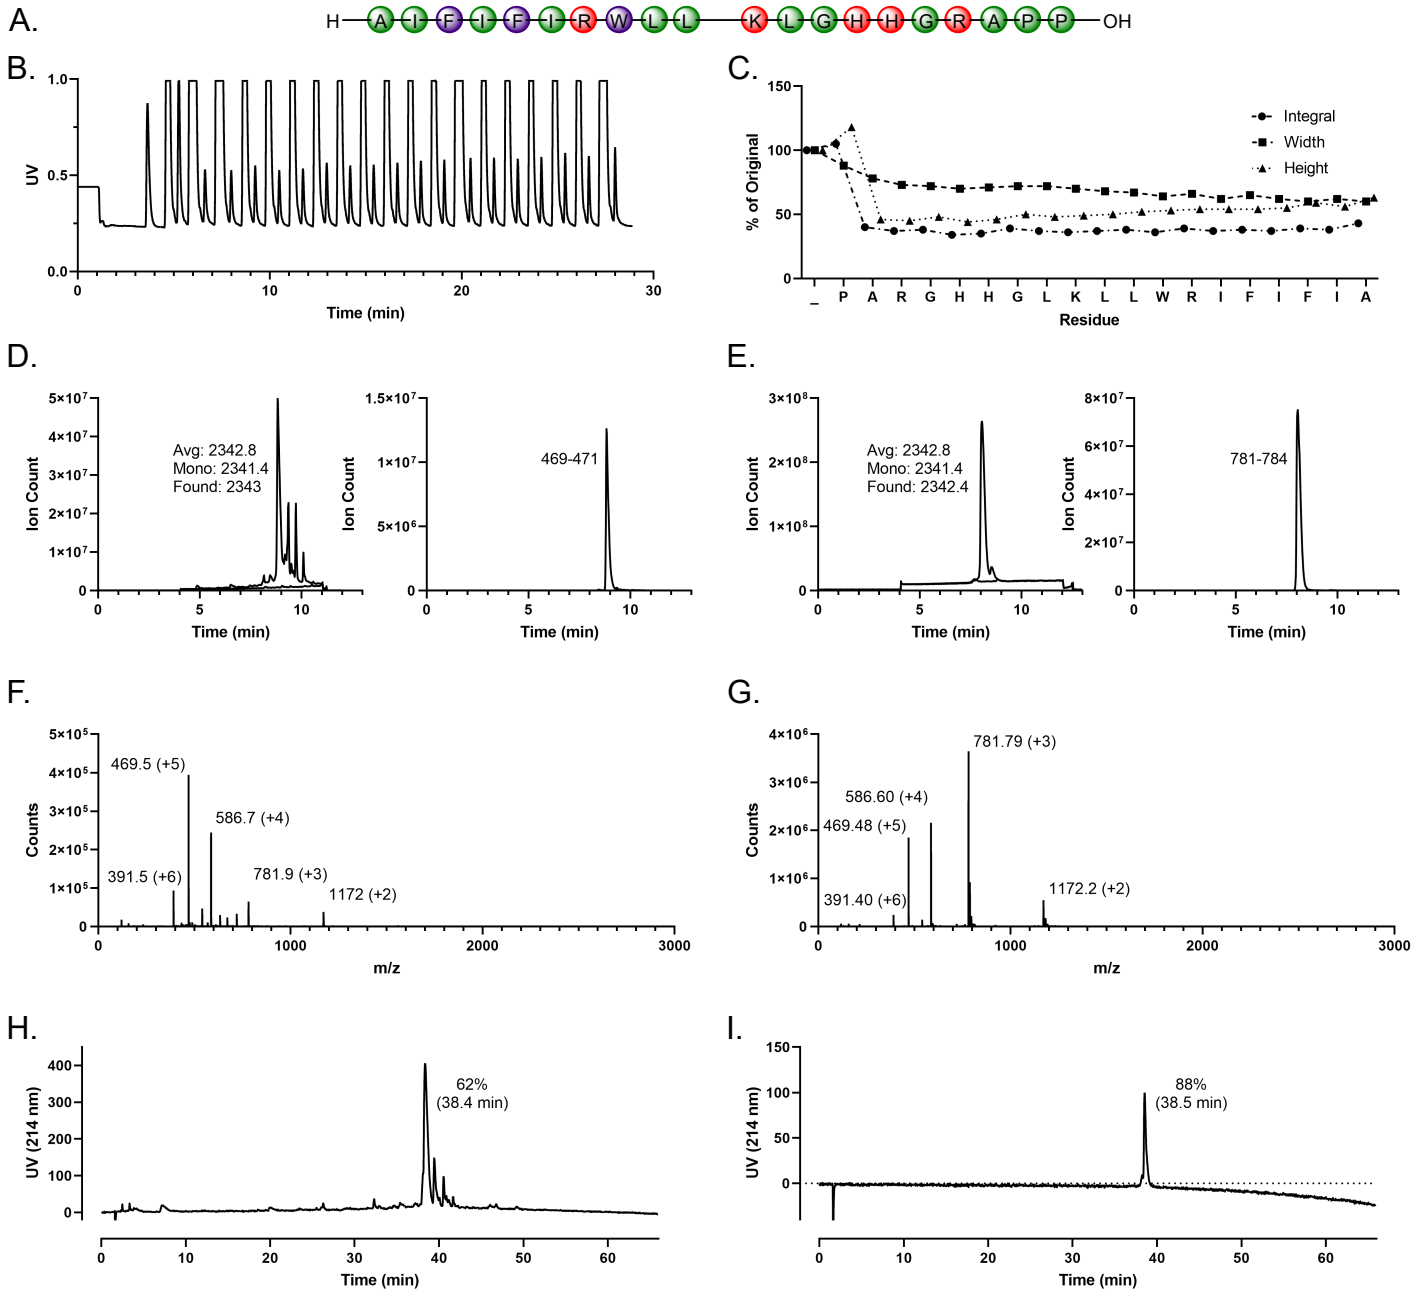 A.
H A I F I F I R W L L K L G H H G R A P P OH
B.
1.0
0.5
0.0
UV
0 10 20 30
Time (min)
C.
150
100
50
0
% of Original
Integral
Width
Height
_ P A R G H H G L K L L W R I F I F I A
Residue
D.
5×10⁷
4×10⁷
3×10⁷
2×10⁷
1×10⁷
0
Ion Count
Avg: 2342.8
Mono: 2341.4
Found: 2343
0 5 10
Time (min)
1.5×10⁷
1×10⁷
5×10⁶
0
Ion Count
469-471
0 5 10
Time (min)
E.
3×10⁸
2×10⁸
1×10⁸
0
Ion Count
Avg: 2342.8
Mono: 2341.4
Found: 2342.4
0 5 10
Time (min)
8×10⁷
6×10⁷
4×10⁷
2×10⁷
0
Ion Count
781-784
0 5 10
Time (min)
F.
5×10⁵
4×10⁵
3×10⁵
2×10⁵
1×10⁵
0
Counts
469.5 (+5)
586.7 (+4)
391.5 (+6)
781.9 (+3)
1172 (+2)
0 1000 2000 3000
m/z
G.
4×10⁶
3×10⁶
2×10⁶
1×10⁶
0
Counts
781.79 (+3)
586.60 (+4)
469.48 (+5)
391.40 (+6)
1172.2 (+2)
0 1000 2000 3000
m/z
H.
400
300
200
100
0
UV (214 nm)
62%
(38.4 min)
0 10 20 30 40 50 60
Time (min)
I.
150
100
50
0
UV (214 nm)
88%
(38.5 min)
0 10 20 30 40 50 60
Time (min)